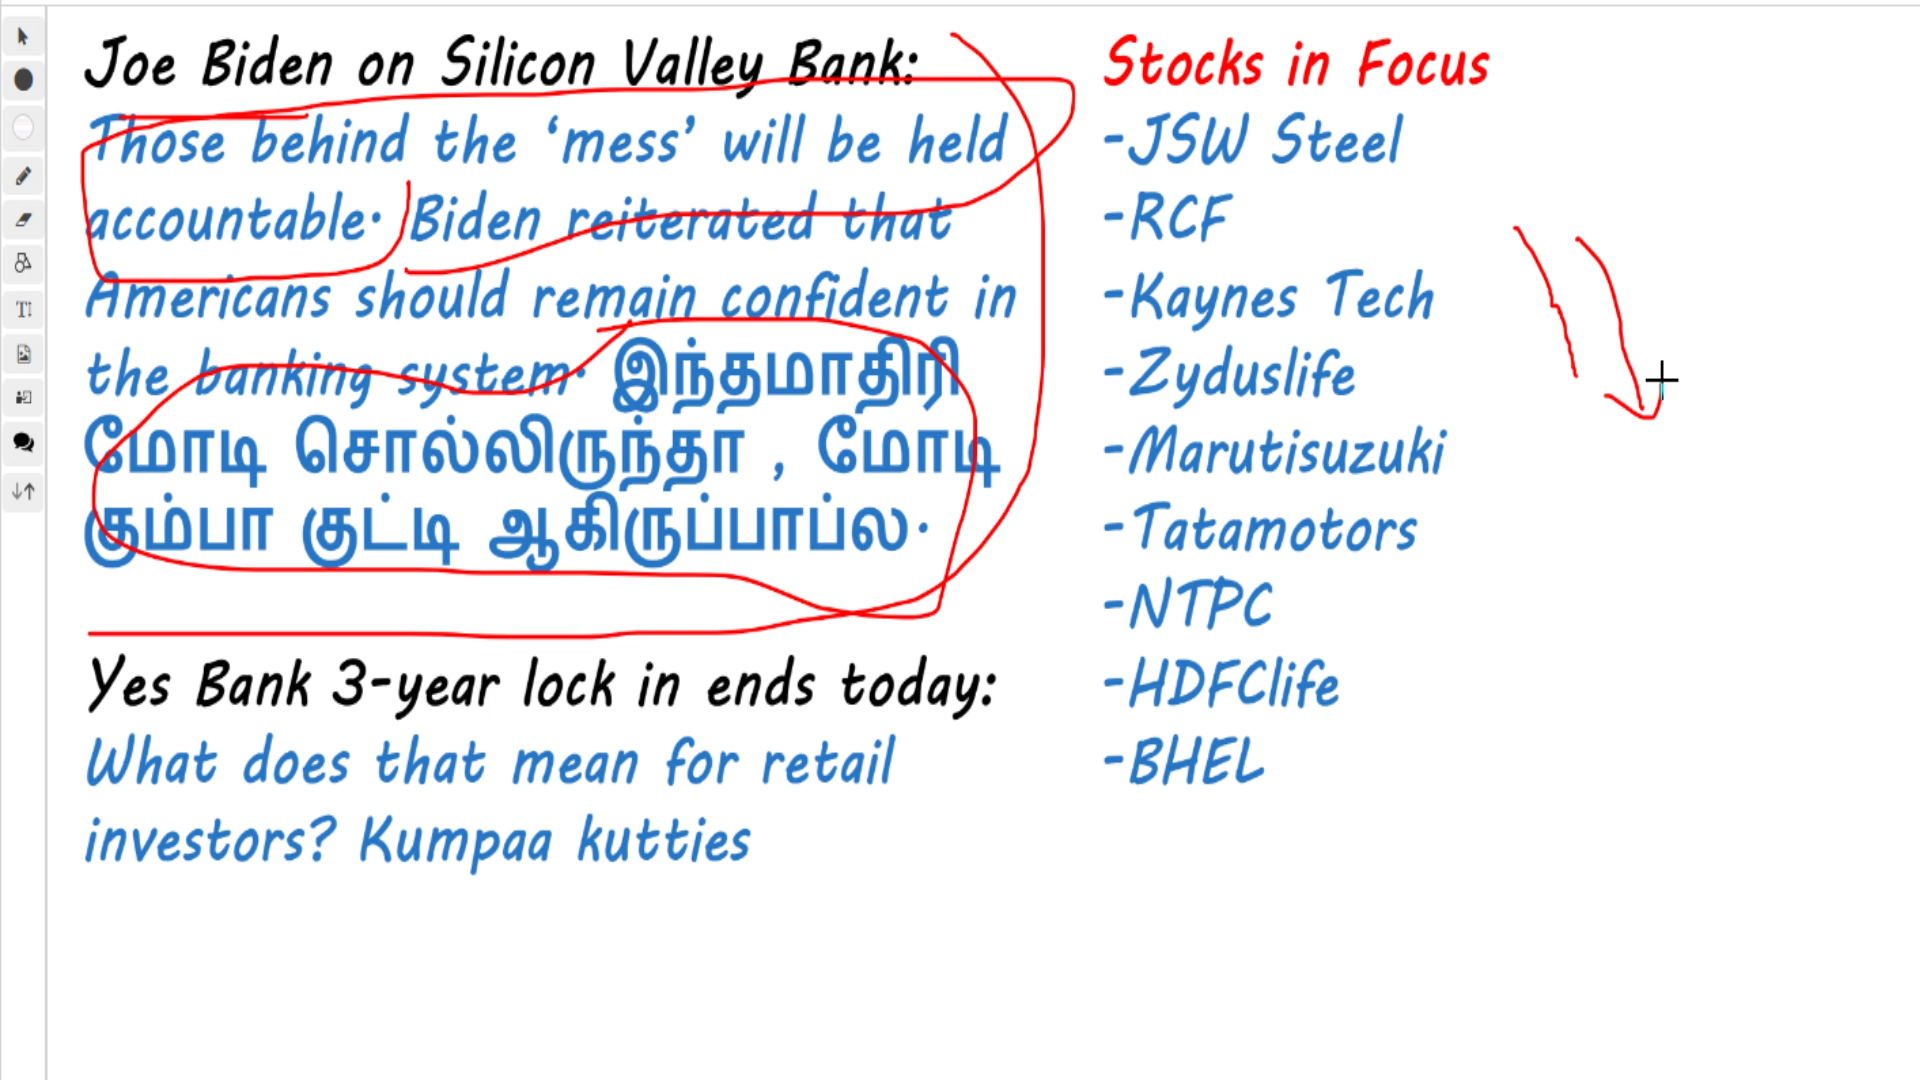 Joe Biden on Silicon Valley Bank:
Those behind the ‘mess’ will be held
accountable. Biden reiterated that
Americans should remain confident in
the banking system. இந்தமாதிரி
மோடி சொல்லிருந்தா , மோடி
கும்பா குட்டி ஆகிருப்பாப்ல.
Yes Bank 3-year lock in ends today:
What does that mean for retail
investors? Kumpaa kutties
Stocks in Focus
-JSW Steel
-RCF
-Kaynes Tech
-Zyduslife
-Marutisuzuki
-Tatamotors
-NTPC
-HDFClife
-BHEL